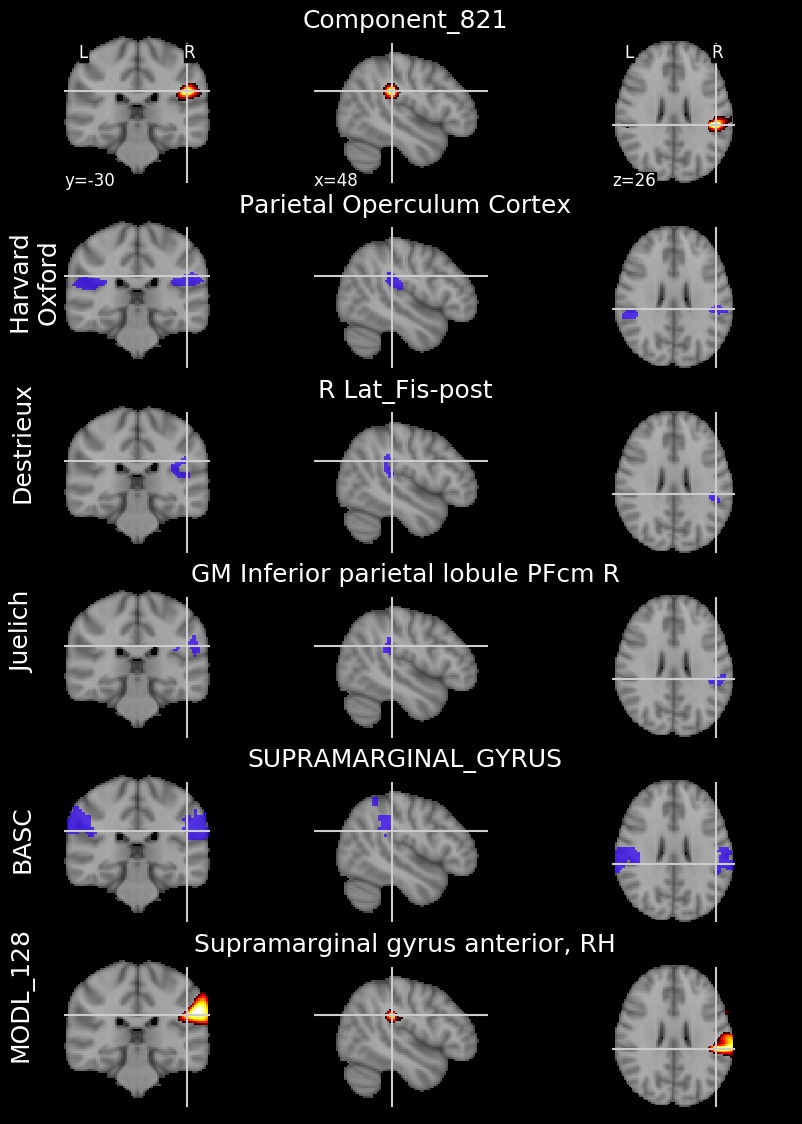 Component_821
L R
L R
y=-30
x=48
z=26
Parietal Operculum Cortex
Harvard
Oxford
R Lat_Fis-post
Destrieux
GM Inferior parietal lobule PFcm R
Juelich
SUPRAMARGINAL_GYRUS
BASC
Supramarginal gyrus anterior, RH
MODL_128